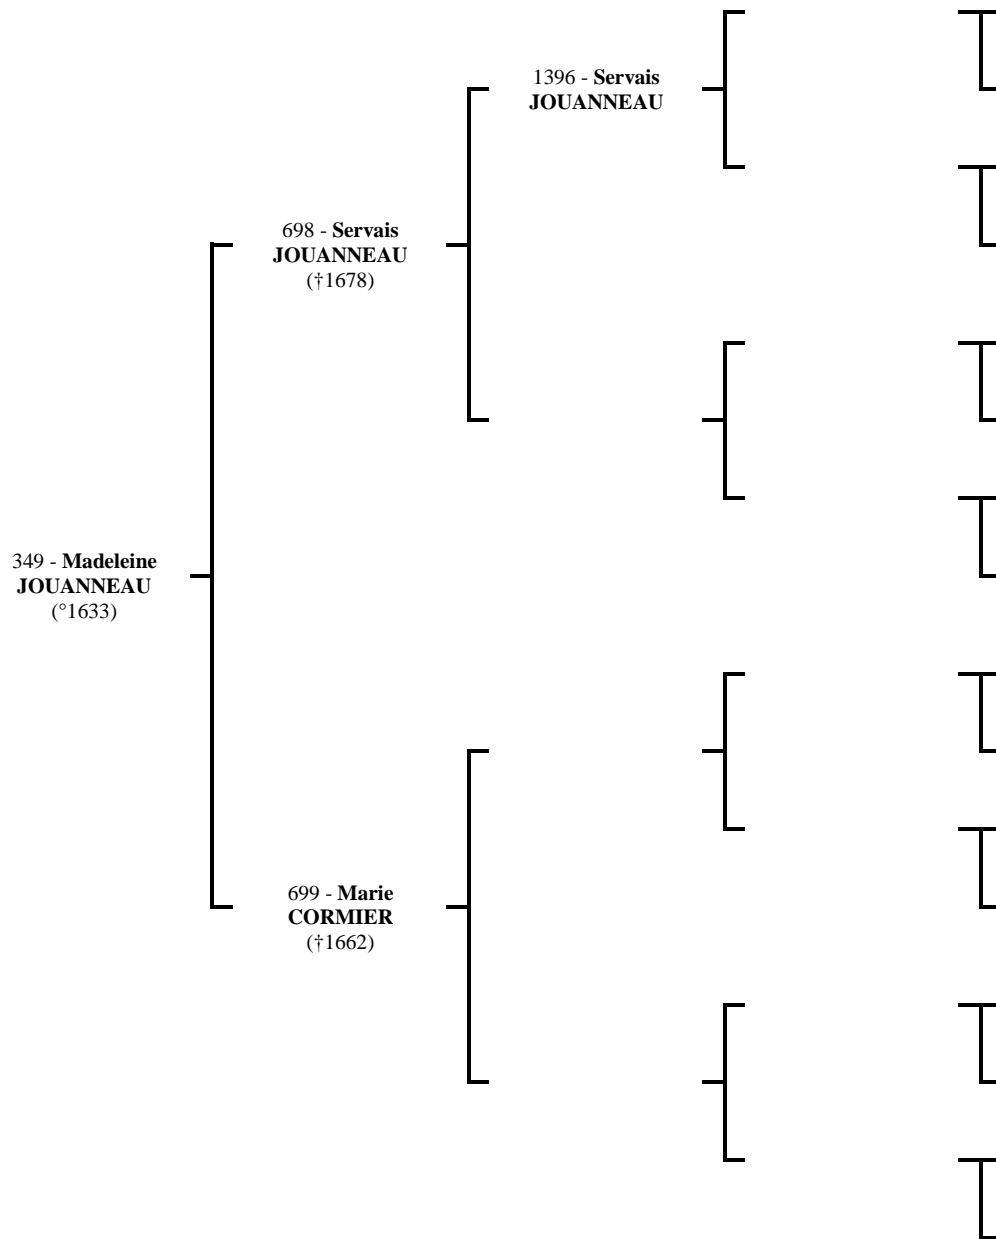 1396 - Servais
JOUANNEAU
698 - Servais
JOUANNEAU
(†1678)
349 - Madeleine
JOUANNEAU
(°1633)
699 - Marie
CORMIER
(†1662)